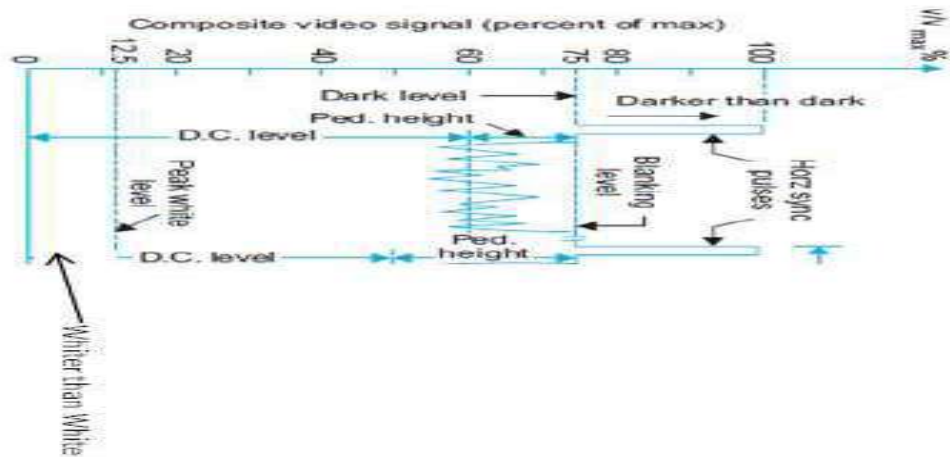 Composite video signal (percent of max)
V/Vmax %
0
12.5
20
40
60
75
80
100
Dark level
Darker than dark
Ped. height
D.C. level
Peak white
level
Blanking
level
Horz sync
pulses
D.C. level
Ped.
height
Whiter than White